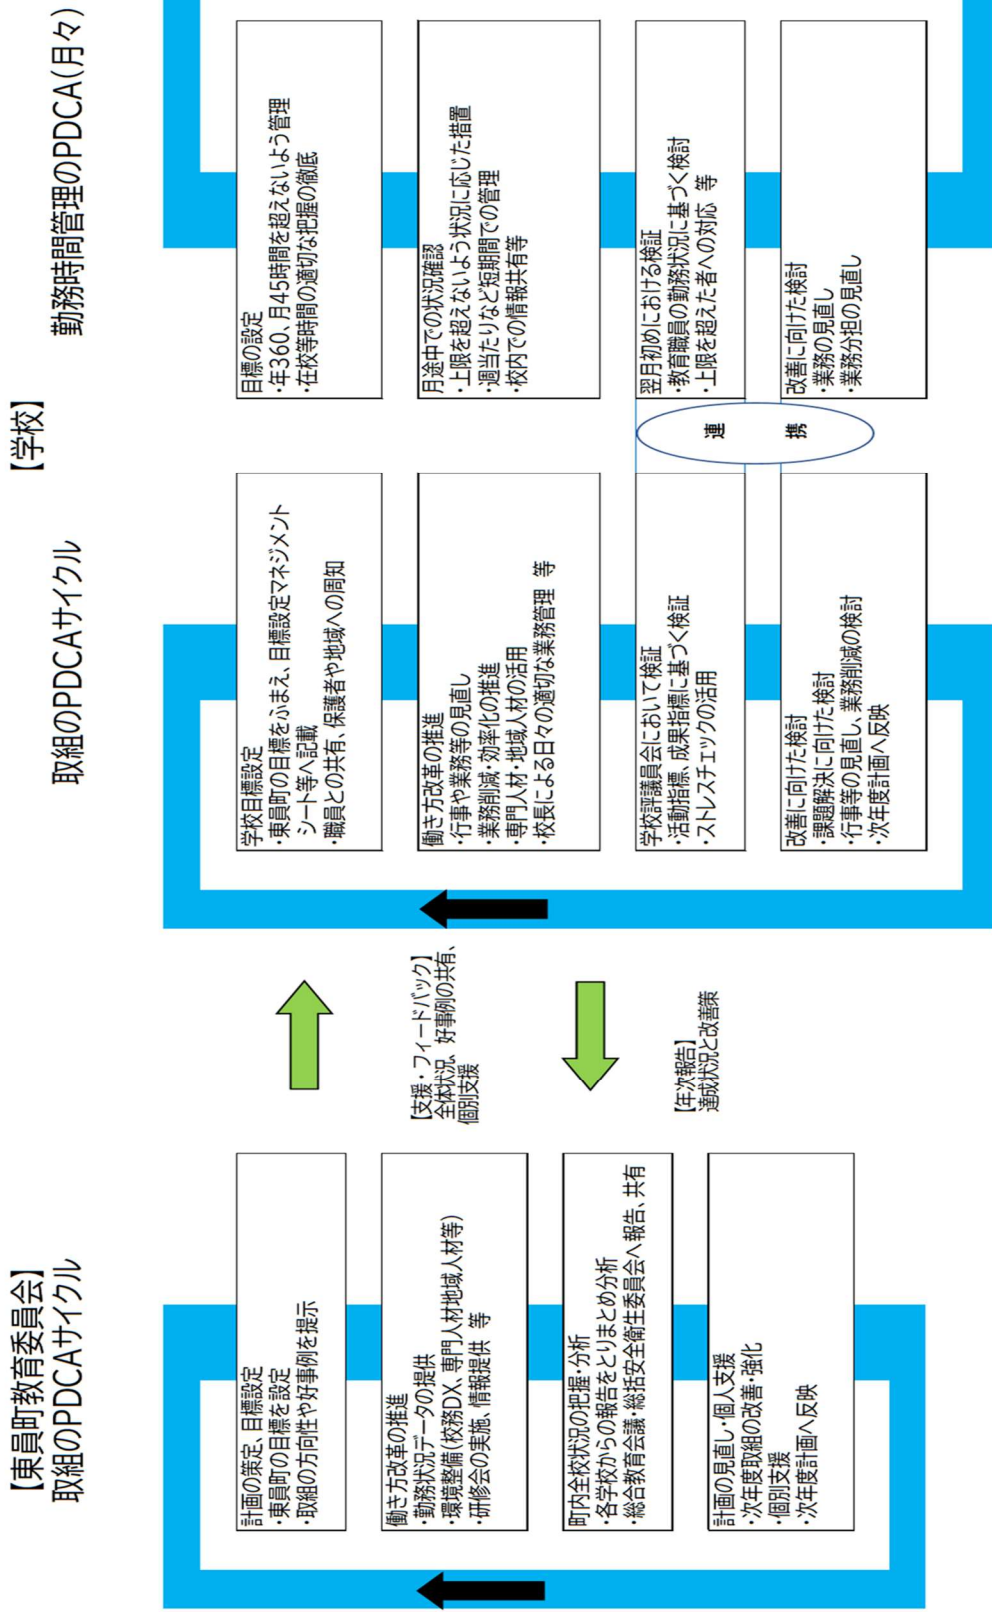 【東員町教育委員会】
取組のPDCAサイクル
計画の策定、目標設定
・東員町の目標を設定
・取組の方向性や好事例を提示
働き方改革の推進
・勤務状況データの提供
・環境整備(校務DX、専門人材地域人材等)
・研修会の実施、情報提供 等
町内全校状況の把握・分析
・各学校からの報告をとりまとめ分析
・総合教育会議・総括安全衛生委員会へ報告、共有
計画の見直し・個人支援
・次年度取組の改善・強化
・個別支援
・次年度計画へ反映
【支援・フィードバック】
全体状況、好事例の共有、
個別支援
【年次報告】
達成状況と改善策
【学校】
取組のPDCAサイクル
学校目標設定
・東員町の目標をふまえ、目標設定マネジメント
シート等へ記載
・職員との共有、保護者や地域への周知
働き方改革の推進
・行事や業務等の見直し
・業務削減・効率化の推進
・専門人材・地域人材の活用
・校長による日々の適切な業務管理 等
学校評議員会において検証
・活動指標、成果指標に基づく検証
・ストレスチェックの活用
改善に向けた検討
・課題解決に向けた検討
・行事等の見直し、業務削減の検討
・次年度計画へ反映
連
携
勤務時間管理のPDCA(月々)
目標の設定
・年360、月45時間を超えないよう管理
・在校等時間の適切な把握の徹底
月途中での状況確認
・上限を超えないよう状況に応じた措置
・週当たりなど短期間での管理
・校内での情報共有等
翌月初めにおける検証
・教育職員の勤務状況に基づく検討
・上限を超えた者への対応 等
改善に向けた検討
・業務の見直し
・業務分担の見直し